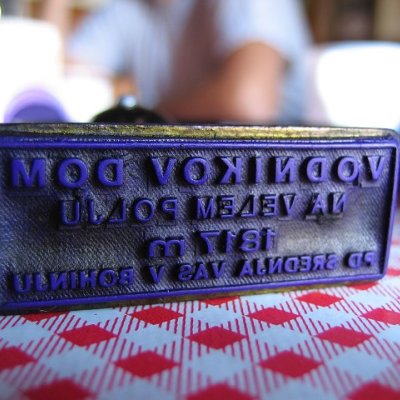 VODNIKOV DOM
NA VELEM POLJU
1817 m
PD SREDNJA VAS V BOHINJU